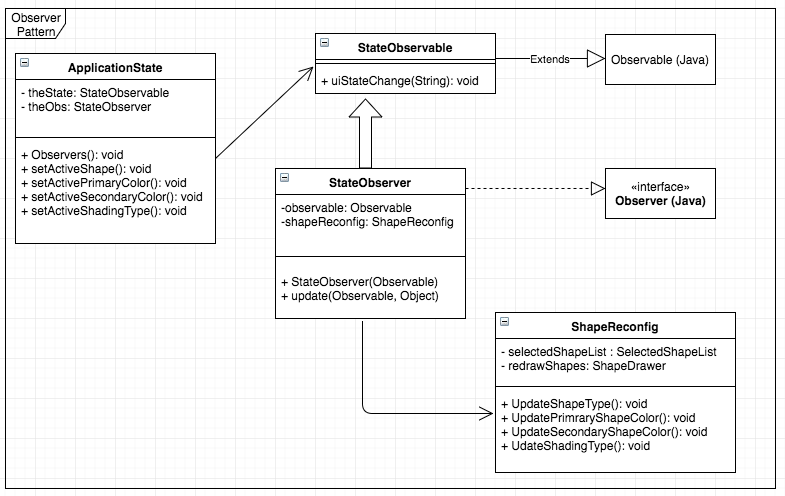 Observer
Pattern
ApplicationState
- theState: StateObservable
- theObs: StateObserver
+ Observers(): void
+ setActiveShape(): void
+ setActivePrimaryColor(): void
+ setActiveSecondaryColor(): void
+ setActiveShadingType(): void
StateObservable
+ uiStateChange(String): void
Extends
Observable (Java)
StateObserver
-observable: Observable
-shapeReconfig: ShapeReconfig
+ StateObserver(Observable)
+ update(Observable, Object)
«interface»
Observer (Java)
ShapeReconfig
- selectedShapeList : SelectedShapeList
- redrawShapes: ShapeDrawer
+ UpdateShapeType(): void
+ UpdatePrimraryShapeColor(): void
+ UpdateSecondaryShapeColor(): void
+ UdateShadingType(): void